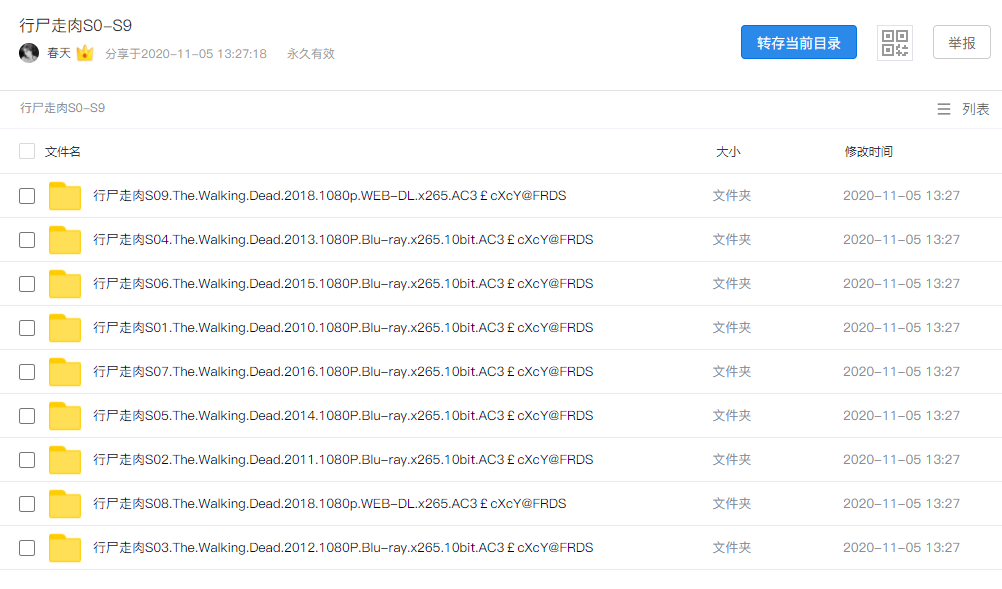 行尸走肉S0-S9
春天 分享于2020-11-05 13:27:18 永久有效
转存当前目录
举报
行尸走肉S0-S9
列表
文件名 大小 修改时间
行尸走肉S09.The.Walking.Dead.2018.1080p.WEB-DL.x265.AC3￡cXcY@FRDS 文件夹 2020-11-05 13:27
行尸走肉S04.The.Walking.Dead.2013.1080P.Blu-ray.x265.10bit.AC3￡cXcY@FRDS 文件夹 2020-11-05 13:27
行尸走肉S06.The.Walking.Dead.2015.1080P.Blu-ray.x265.10bit.AC3￡cXcY@FRDS 文件夹 2020-11-05 13:27
行尸走肉S01.The.Walking.Dead.2010.1080P.Blu-ray.x265.10bit.AC3￡cXcY@FRDS 文件夹 2020-11-05 13:27
行尸走肉S07.The.Walking.Dead.2016.1080P.Blu-ray.x265.10bit.AC3￡cXcY@FRDS 文件夹 2020-11-05 13:27
行尸走肉S05.The.Walking.Dead.2014.1080P.Blu-ray.x265.10bit.AC3￡cXcY@FRDS 文件夹 2020-11-05 13:27
行尸走肉S02.The.Walking.Dead.2011.1080P.Blu-ray.x265.10bit.AC3￡cXcY@FRDS 文件夹 2020-11-05 13:27
行尸走肉S08.The.Walking.Dead.2018.1080p.WEB-DL.x265.AC3￡cXcY@FRDS 文件夹 2020-11-05 13:27
行尸走肉S03.The.Walking.Dead.2012.1080P.Blu-ray.x265.10bit.AC3￡cXcY@FRDS 文件夹 2020-11-05 13:27